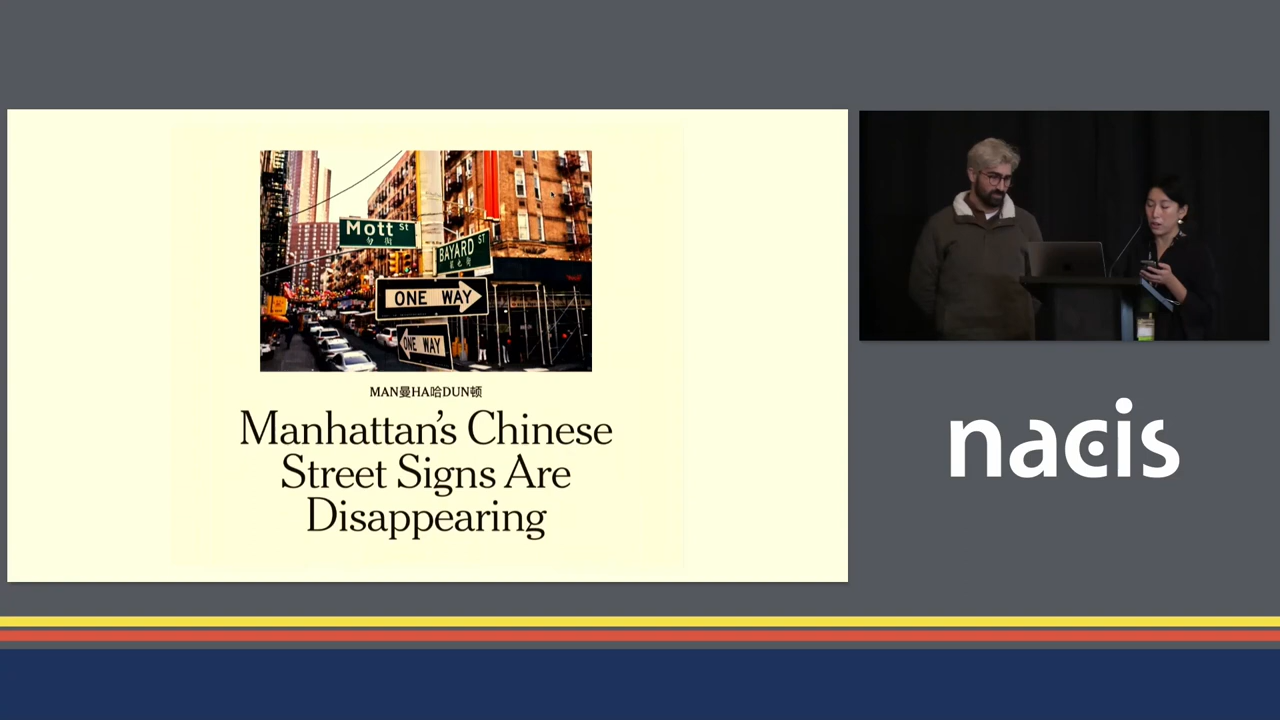 Mott St
BAYARD ST
ONE WAY
ONE WAY
MAN曼HA哈DUN顿
Manhattan's Chinese
Street Signs Are
Disappearing
nacis